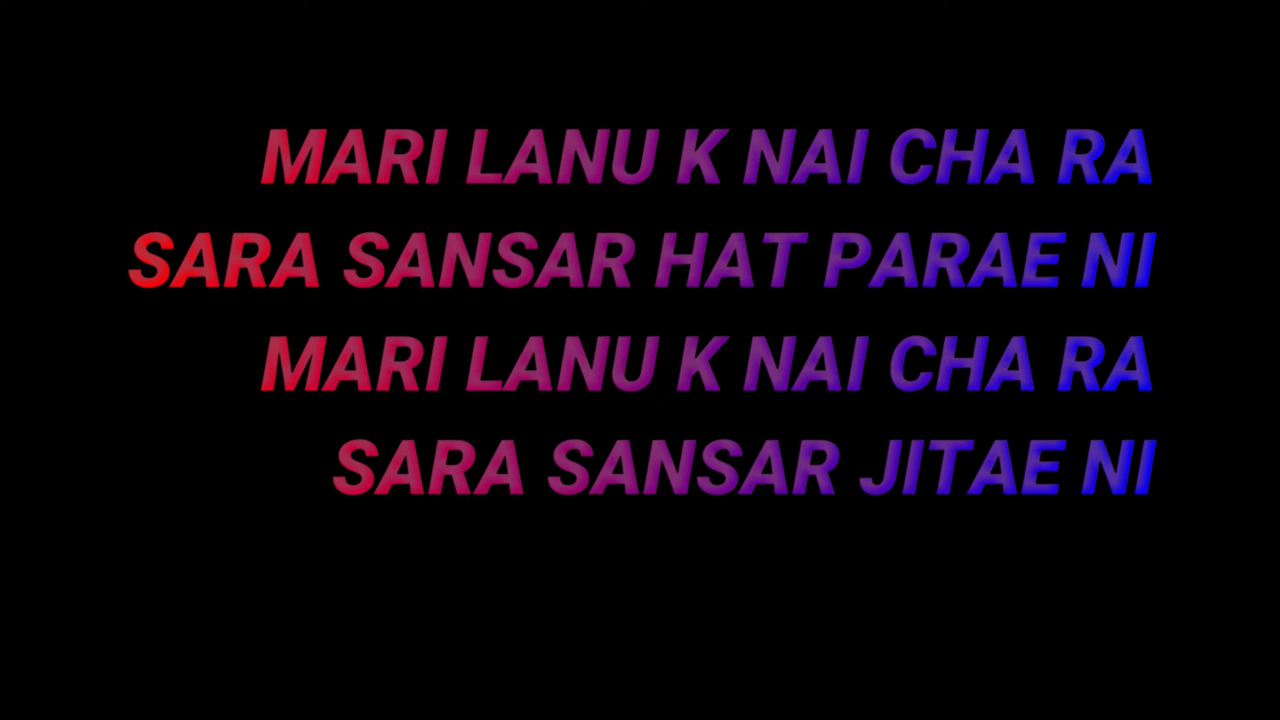 MARI LANU K NAI CHA RA
SARA SANSAR HAT PARAE NI
MARI LANU K NAI CHA RA
SARA SANSAR JITAE NI